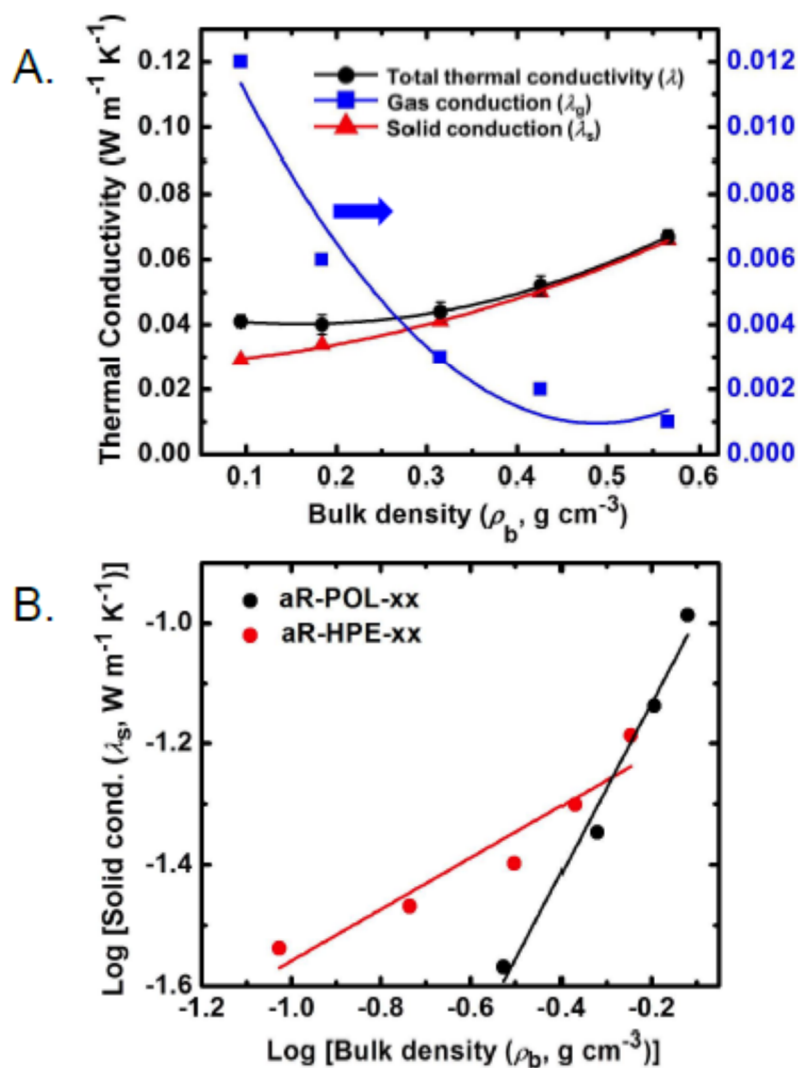 A.
Thermal Conductivity (W m⁻¹ K⁻¹)
0.12
0.10
0.08
0.06
0.04
0.02
0.00
Total thermal conductivity (λ)
Gas conduction (λg)
Solid conduction (λs)
0.012
0.010
0.008
0.006
0.004
0.002
0.000
0.1 0.2 0.3 0.4 0.5 0.6
Bulk density (ρb, g cm⁻³)
B.
Log [Solid cond. (λs, W m⁻¹ K⁻¹)]
-1.0
-1.2
-1.4
-1.6
aR-POL-xx
aR-HPE-xx
-1.2 -1.0 -0.8 -0.6 -0.4 -0.2
Log [Bulk density (ρb, g cm⁻³)]